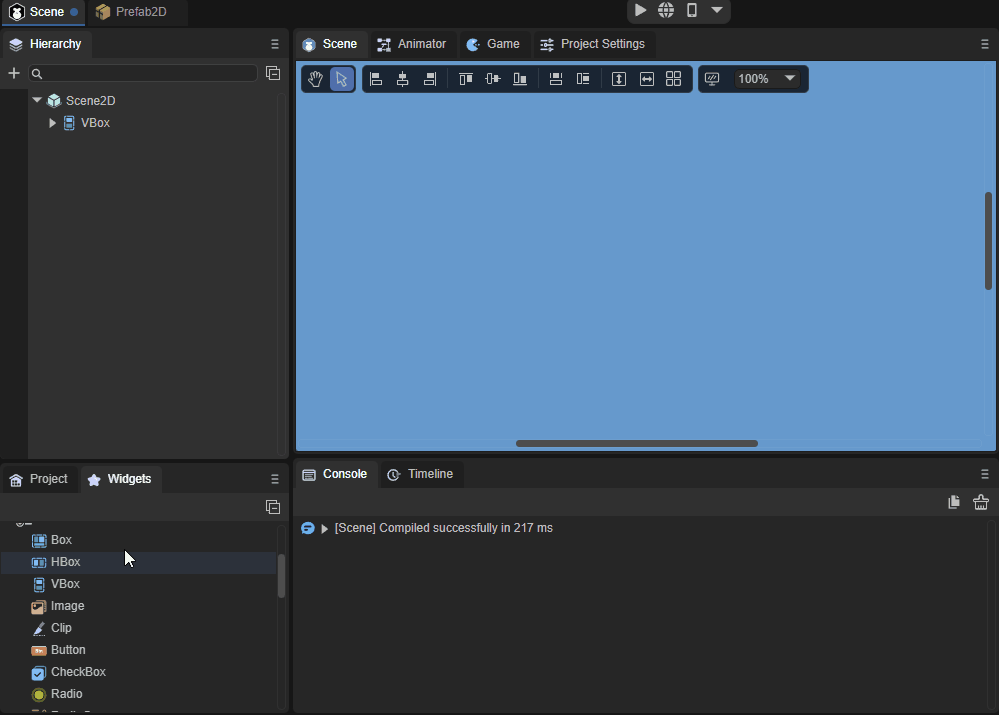 Scene
Prefab2D
Hierarchy
Scene
Animator
Game
Project Settings
100%
Scene2D
VBox
Project
Widgets
Console
Timeline
[Scene] Compiled successfully in 217 ms
Box
HBox
VBox
Image
Clip
Button
CheckBox
Radio